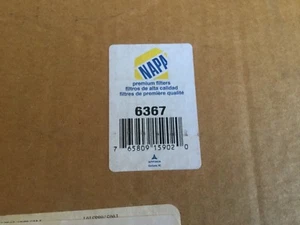 NAPA
premium filters
filtros de alta calidad
filtres de première qualité
6367
7 65809 15902 0